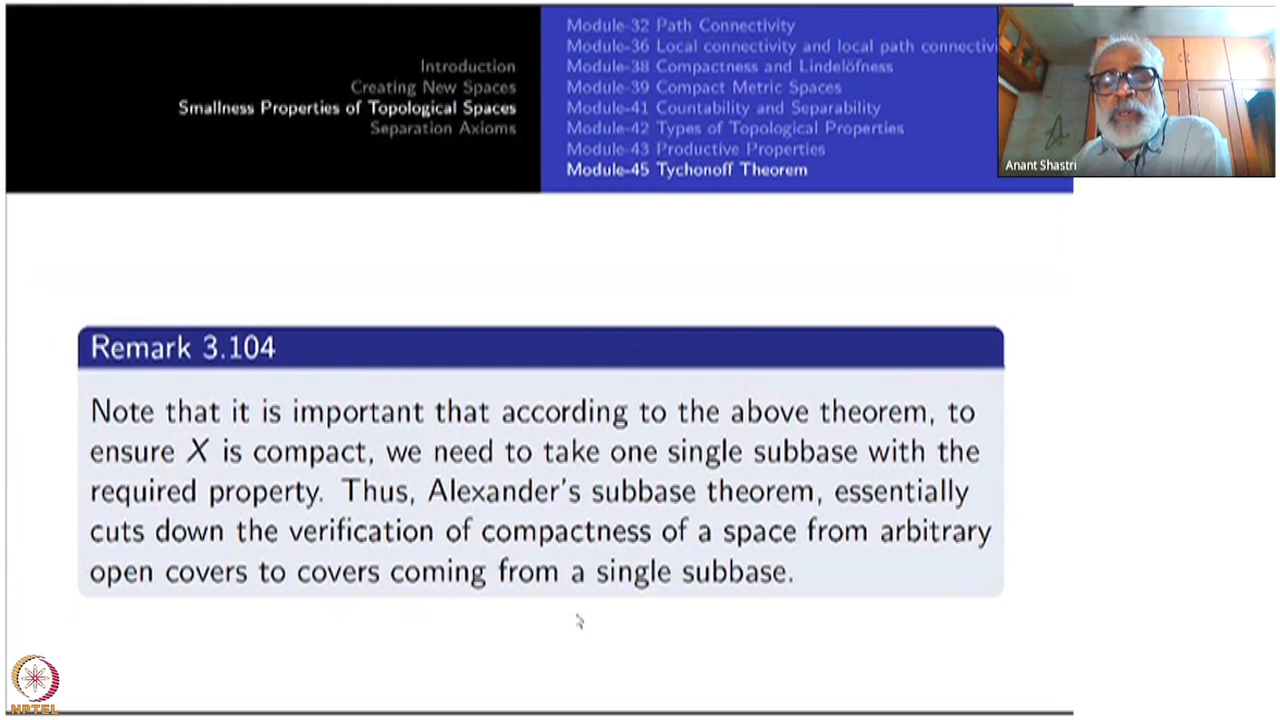 Introduction
Creating New Spaces
Smallness Properties of Topological Spaces
Separation Axioms
Module-32 Path Connectivity
Module-36 Local connectivity and local path connectiv
Module-38 Compactness and Lindelöfness
Module-39 Compact Metric Spaces
Module-41 Countability and Separability
Module-42 Types of Topological Properties
Module-43 Productive Properties
Module-45 Tychonoff Theorem
Anant Shastri
Remark 3.104
Note that it is important that according to the above theorem, to
ensure X is compact, we need to take one single subbase with the
required property. Thus, Alexander's subbase theorem, essentially
cuts down the verification of compactness of a space from arbitrary
open covers to covers coming from a single subbase.
NPTEL